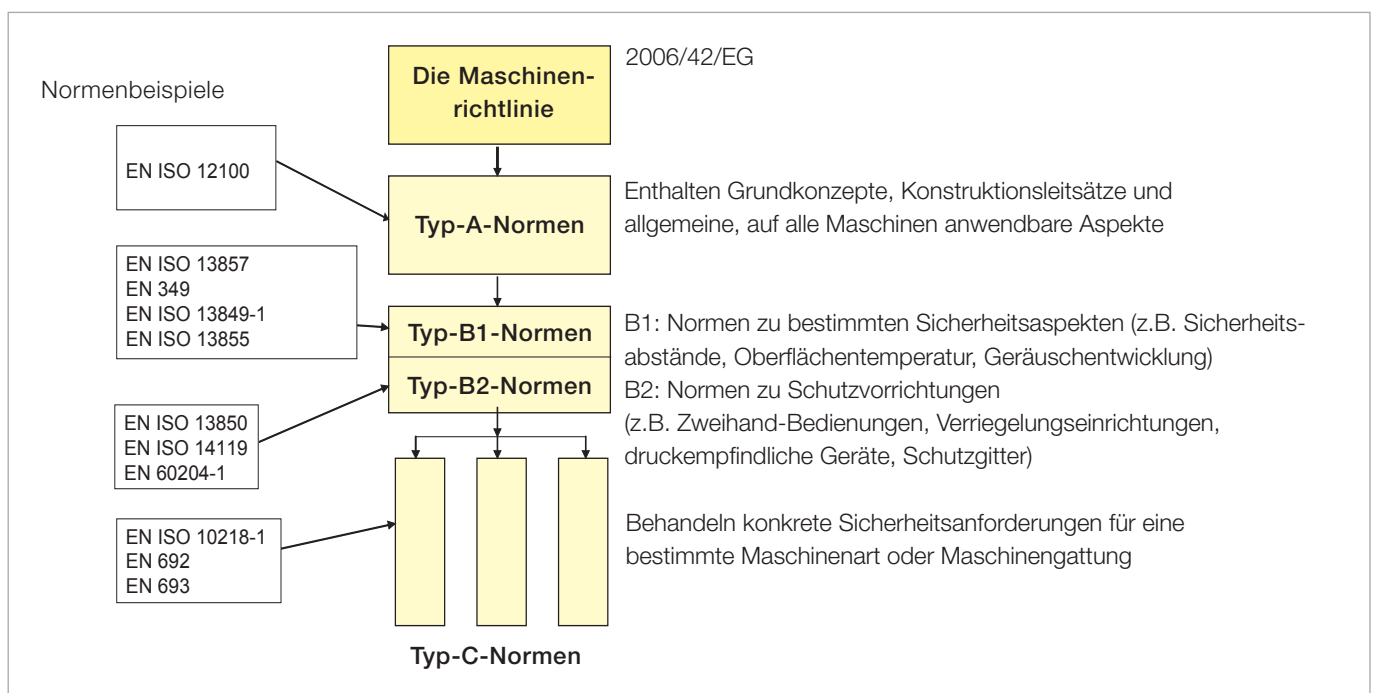 2006/42/EG
Die Maschinen-
richtlinie
Normenbeispiele
EN ISO 12100
Typ-A-Normen
Enthalten Grundkonzepte, Konstruktionsleitsätze und
allgemeine, auf alle Maschinen anwendbare Aspekte
EN ISO 13857
EN 349
EN ISO 13849-1
EN ISO 13855
Typ-B1-Normen
Typ-B2-Normen
B1: Normen zu bestimmten Sicherheitsaspekten (z.B. Sicherheits-
abstände, Oberflächentemperatur, Geräuschentwicklung)
B2: Normen zu Schutzvorrichtungen
(z.B. Zweihand-Bedienungen, Verriegelungseinrichtungen,
druckempfindliche Geräte, Schutzgitter)
EN ISO 13850
EN ISO 14119
EN 60204-1
EN ISO 10218-1
EN 692
EN 693
Behandeln konkrete Sicherheitsanforderungen für eine
bestimmte Maschinenart oder Maschinengattung
Typ-C-Normen